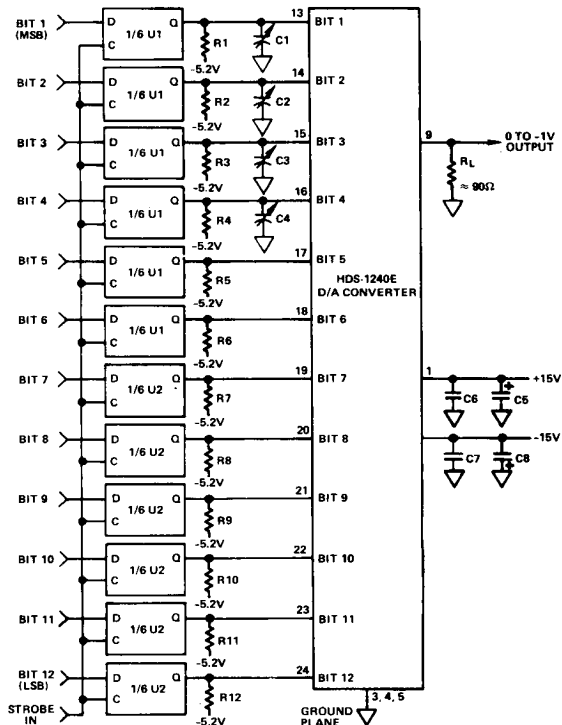 BIT 1
(MSB)
D Q
1/6 U1
C
R1
-5.2V
C1
13
BIT 1
BIT 2
D Q
1/6 U1
C
R2
-5.2V
C2
14
BIT 2
BIT 3
D Q
1/6 U1
C
R3
-5.2V
C3
15
BIT 3
BIT 4
D Q
1/6 U1
C
R4
-5.2V
C4
16
BIT 4
BIT 5
D Q
1/6 U1
C
R5
-5.2V
17
BIT 5
BIT 6
D Q
1/6 U1
C
R6
-5.2V
18
BIT 6
BIT 7
D Q
1/6 U2
C
R7
-5.2V
19
BIT 7
BIT 8
D Q
1/6 U2
C
R8
-5.2V
20
BIT 8
BIT 9
D Q
1/6 U2
C
R9
-5.2V
21
BIT 9
BIT 10
D Q
1/6 U2
C
R10
-5.2V
22
BIT 10
BIT 11
D Q
1/6 U2
C
R11
-5.2V
23
BIT 11
BIT 12
(LSB)
D Q
1/6 U2
C
R12
-5.2V
24
BIT 12
STROBE
IN
HDS-1240E
D/A CONVERTER
9
0 TO -1V
OUTPUT
RL
≈ 90Ω
1
+15V
C6
C5
+
-15V
C7
C8
+
3, 4, 5
GROUND
PLANE